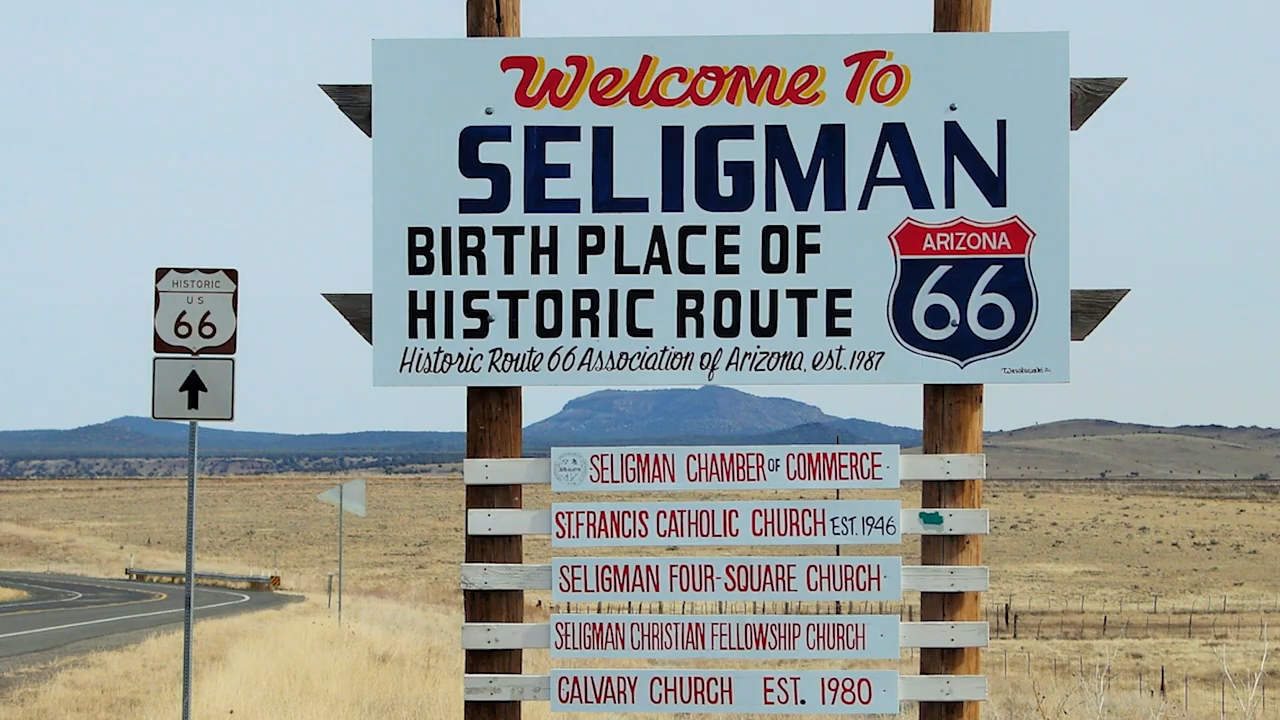 Welcome To
SELIGMAN
BIRTH PLACE OF
HISTORIC ROUTE
ARIZONA
66
Historic Route 66 Association of Arizona, est. 1987
HISTORIC
US
66
SELIGMAN CHAMBER OF COMMERCE
ST. FRANCIS CATHOLIC CHURCH EST. 1946
SELIGMAN FOUR-SQUARE CHURCH
SELIGMAN CHRISTIAN FELLOWSHIP CHURCH
CALVARY CHURCH EST. 1980